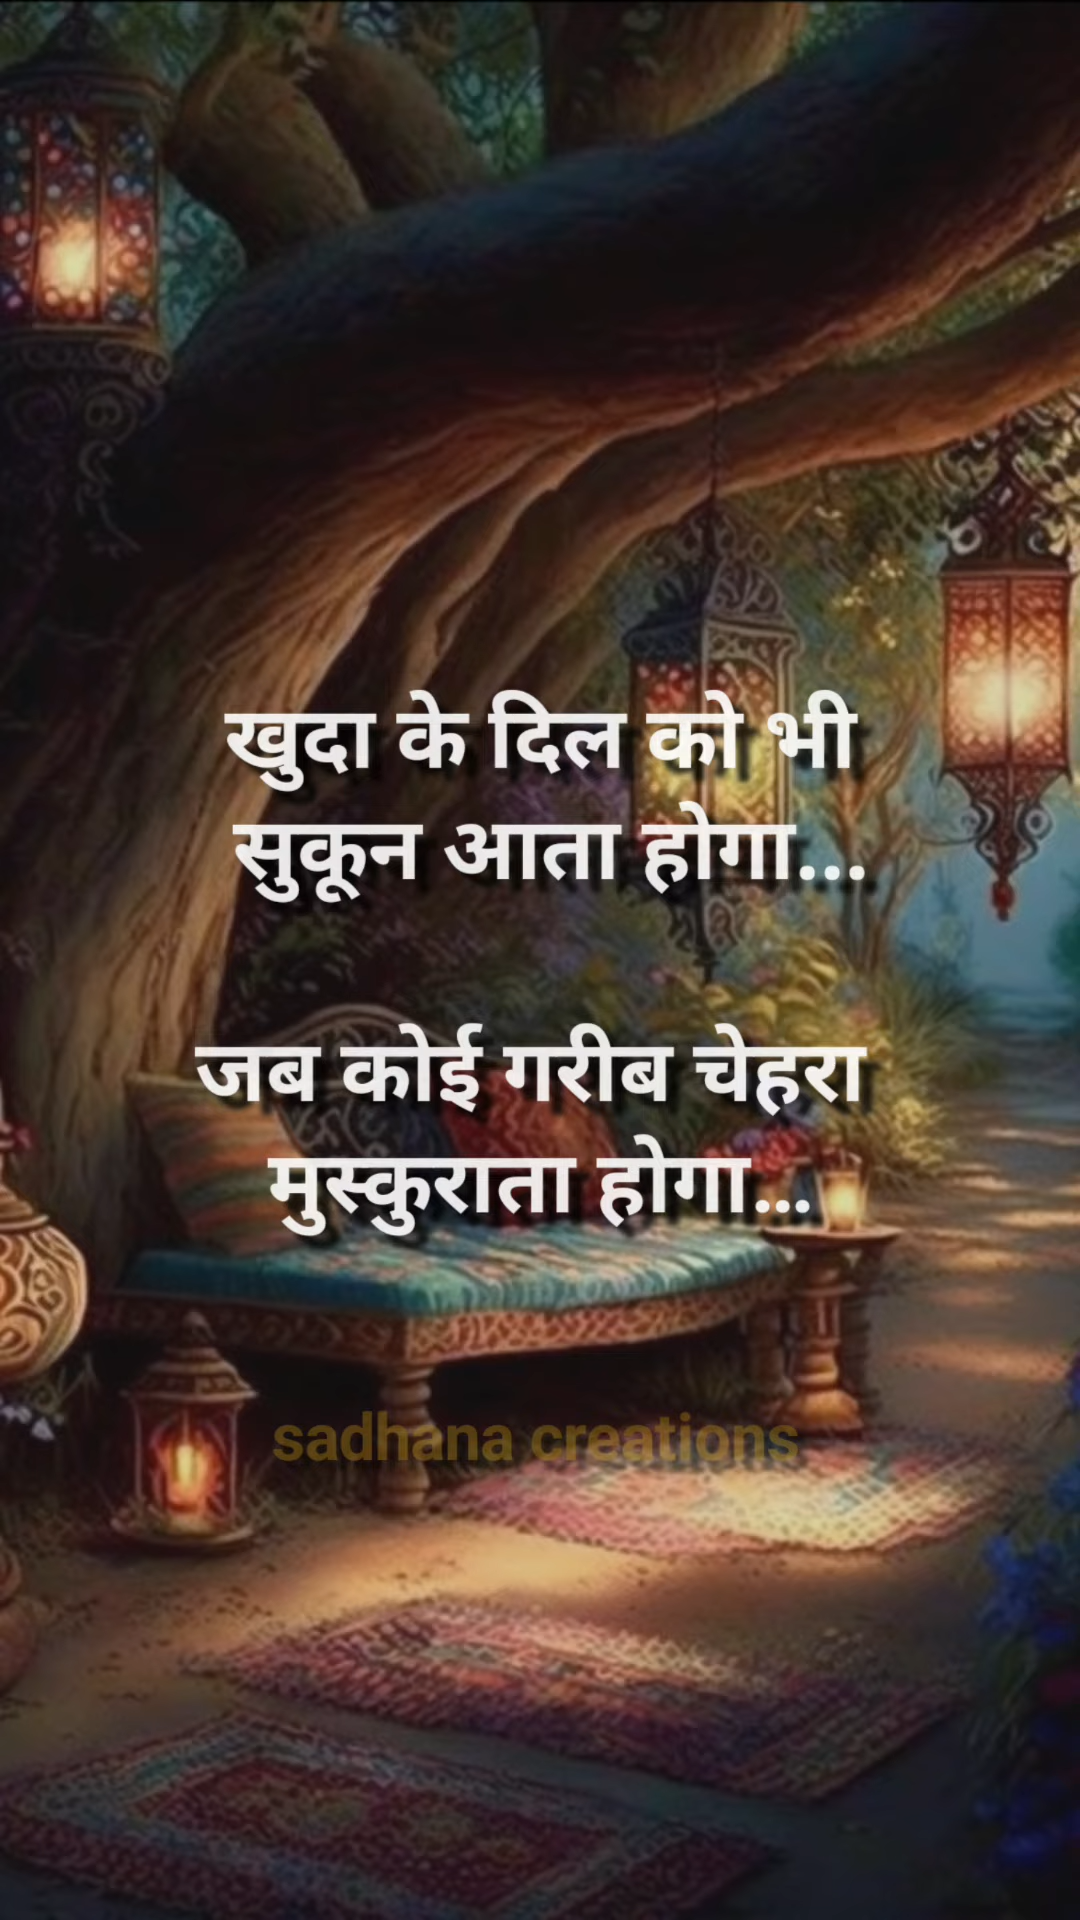 खुदा के दिल को भी
सुकून आता होगा...
जब कोई गरीब चेहरा
मुस्कुराता होगा...
sadhana creations